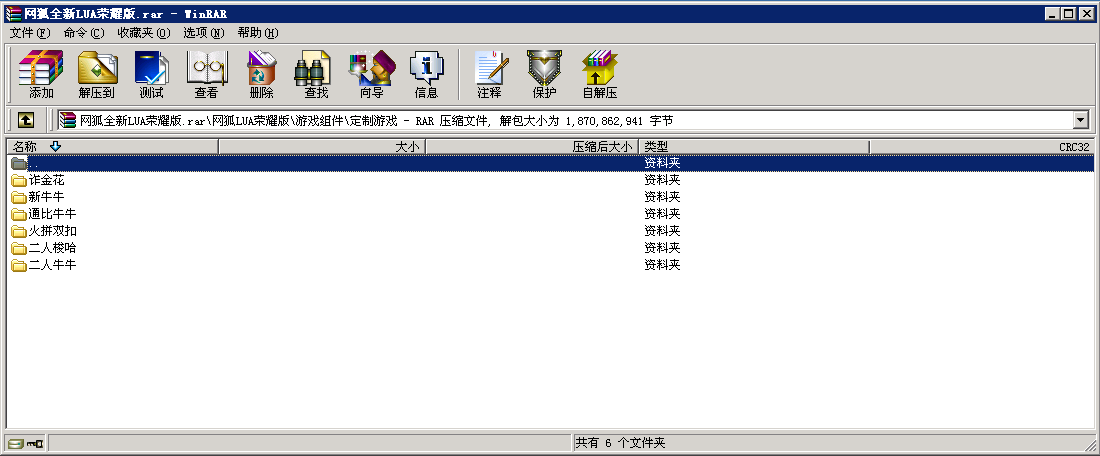 网狐全新LUA荣耀版.rar - WinRAR
文件(F) 命令(C) 收藏夹(O) 选项(N) 帮助(H)
添加 解压到 测试 查看 删除 查找 向导 信息 注释 保护 自解压
网狐全新LUA荣耀版.rar\网狐LUA荣耀版\游戏组件\定制游戏 - RAR 压缩文件, 解包大小为 1,870,862,941 字节
名称 大小 压缩后大小 类型 CRC32
.. 资料夹
诈金花 资料夹
新牛牛 资料夹
通比牛牛 资料夹
火拼双扣 资料夹
二人梭哈 资料夹
二人牛牛 资料夹
共有 6 个文件夹